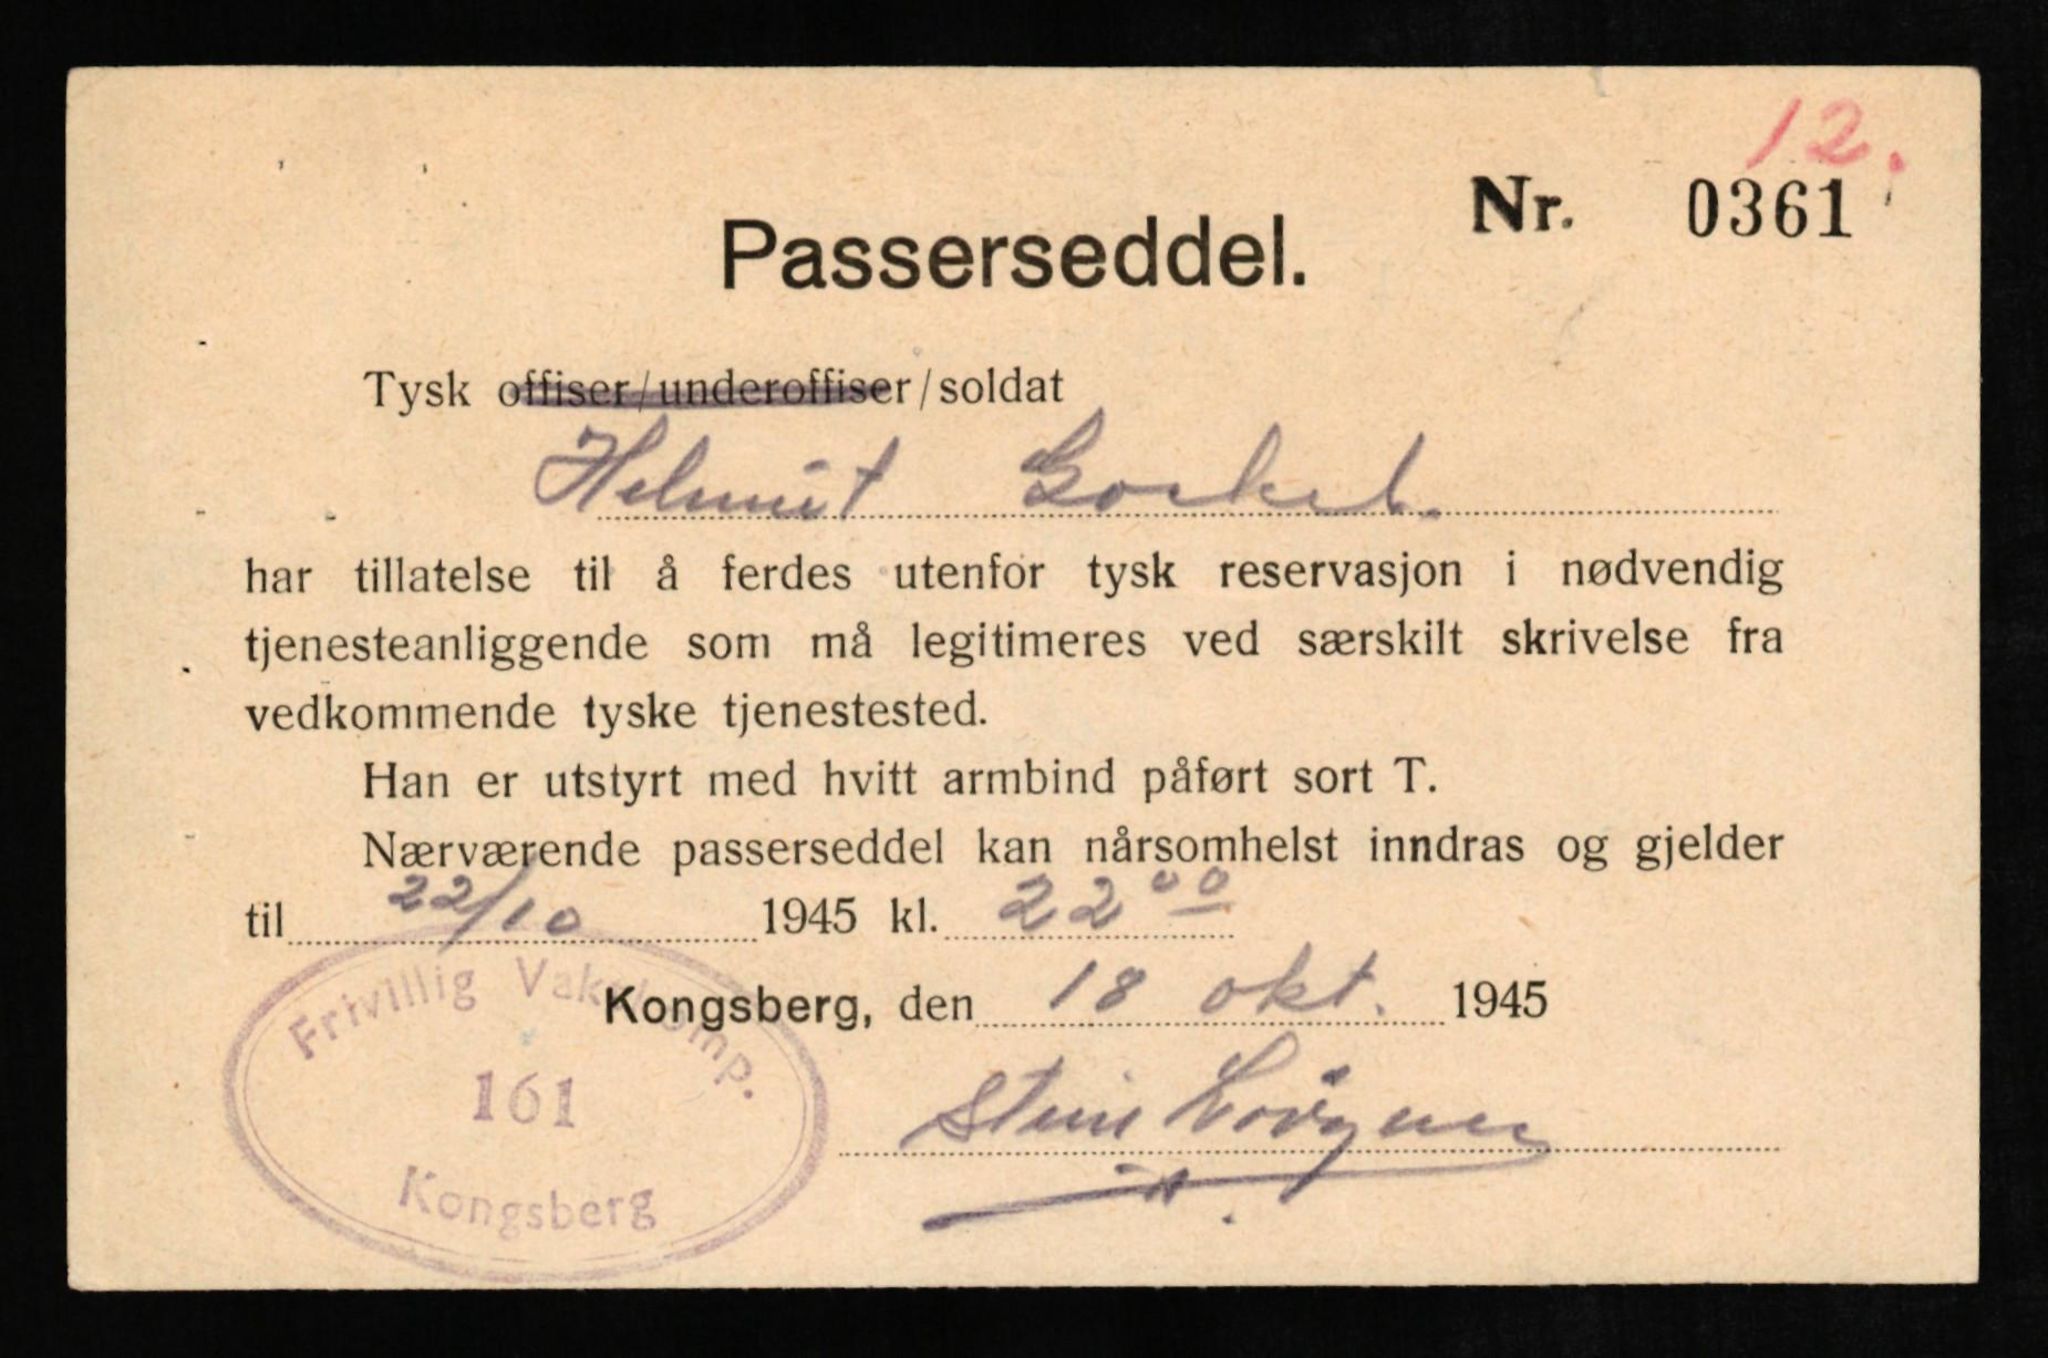 12.
Nr. 0361
Passerseddel.
Tysk offiser/underoffiser/soldat
Helmut
har tillatelse til å ferdes utenfor tysk reservasjon i nødvendig
tjenesteanliggende som må legitimeres ved særskilt skrivelse fra
vedkommende tyske tjenestested.
Han er utstyrt med hvitt armbind påført sort T.
Nærværende passerseddel kan nårsomhelst inndras og gjelder
til 22/10 1945 kl. 22⁰⁰
Kongsberg, den 18 okt. 1945
Frivillig Vaktkomp.
161
Kongsberg
Stein